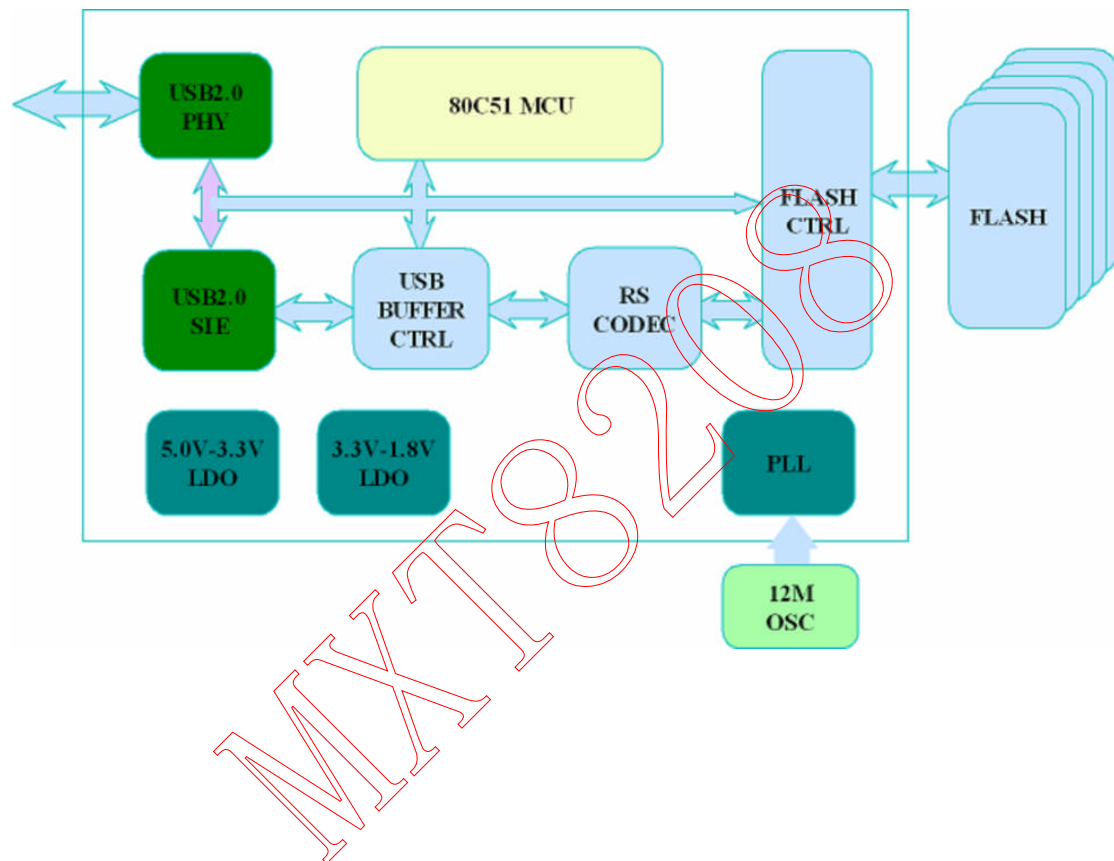 USB2.0
PHY
80C51 MCU
FLASH
CTRL
FLASH
USB2.0
SIE
USB
BUFFER
CTRL
RS
CODEC
5.0V-3.3V
LDO
3.3V-1.8V
LDO
PLL
12M
OSC
MXT8208